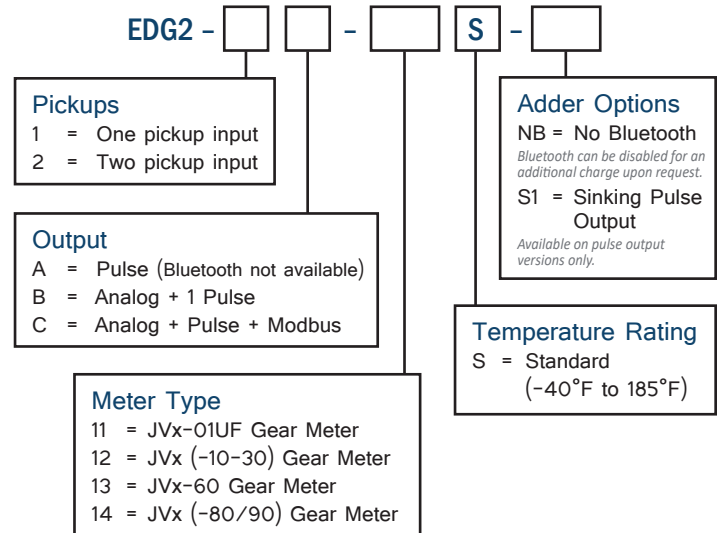 EDG2 – – S –
Pickups
1 = One pickup input
2 = Two pickup input
Output
A = Pulse (Bluetooth not available)
B = Analog + 1 Pulse
C = Analog + Pulse + Modbus
Meter Type
11 = JVx-01UF Gear Meter
12 = JVx (-10-30) Gear Meter
13 = JVx-60 Gear Meter
14 = JVx (-80/90) Gear Meter
Adder Options
NB = No Bluetooth
Bluetooth can be disabled for an
additional charge upon request.
S1 = Sinking Pulse
Output
Available on pulse output
versions only.
Temperature Rating
S = Standard
(-40°F to 185°F)